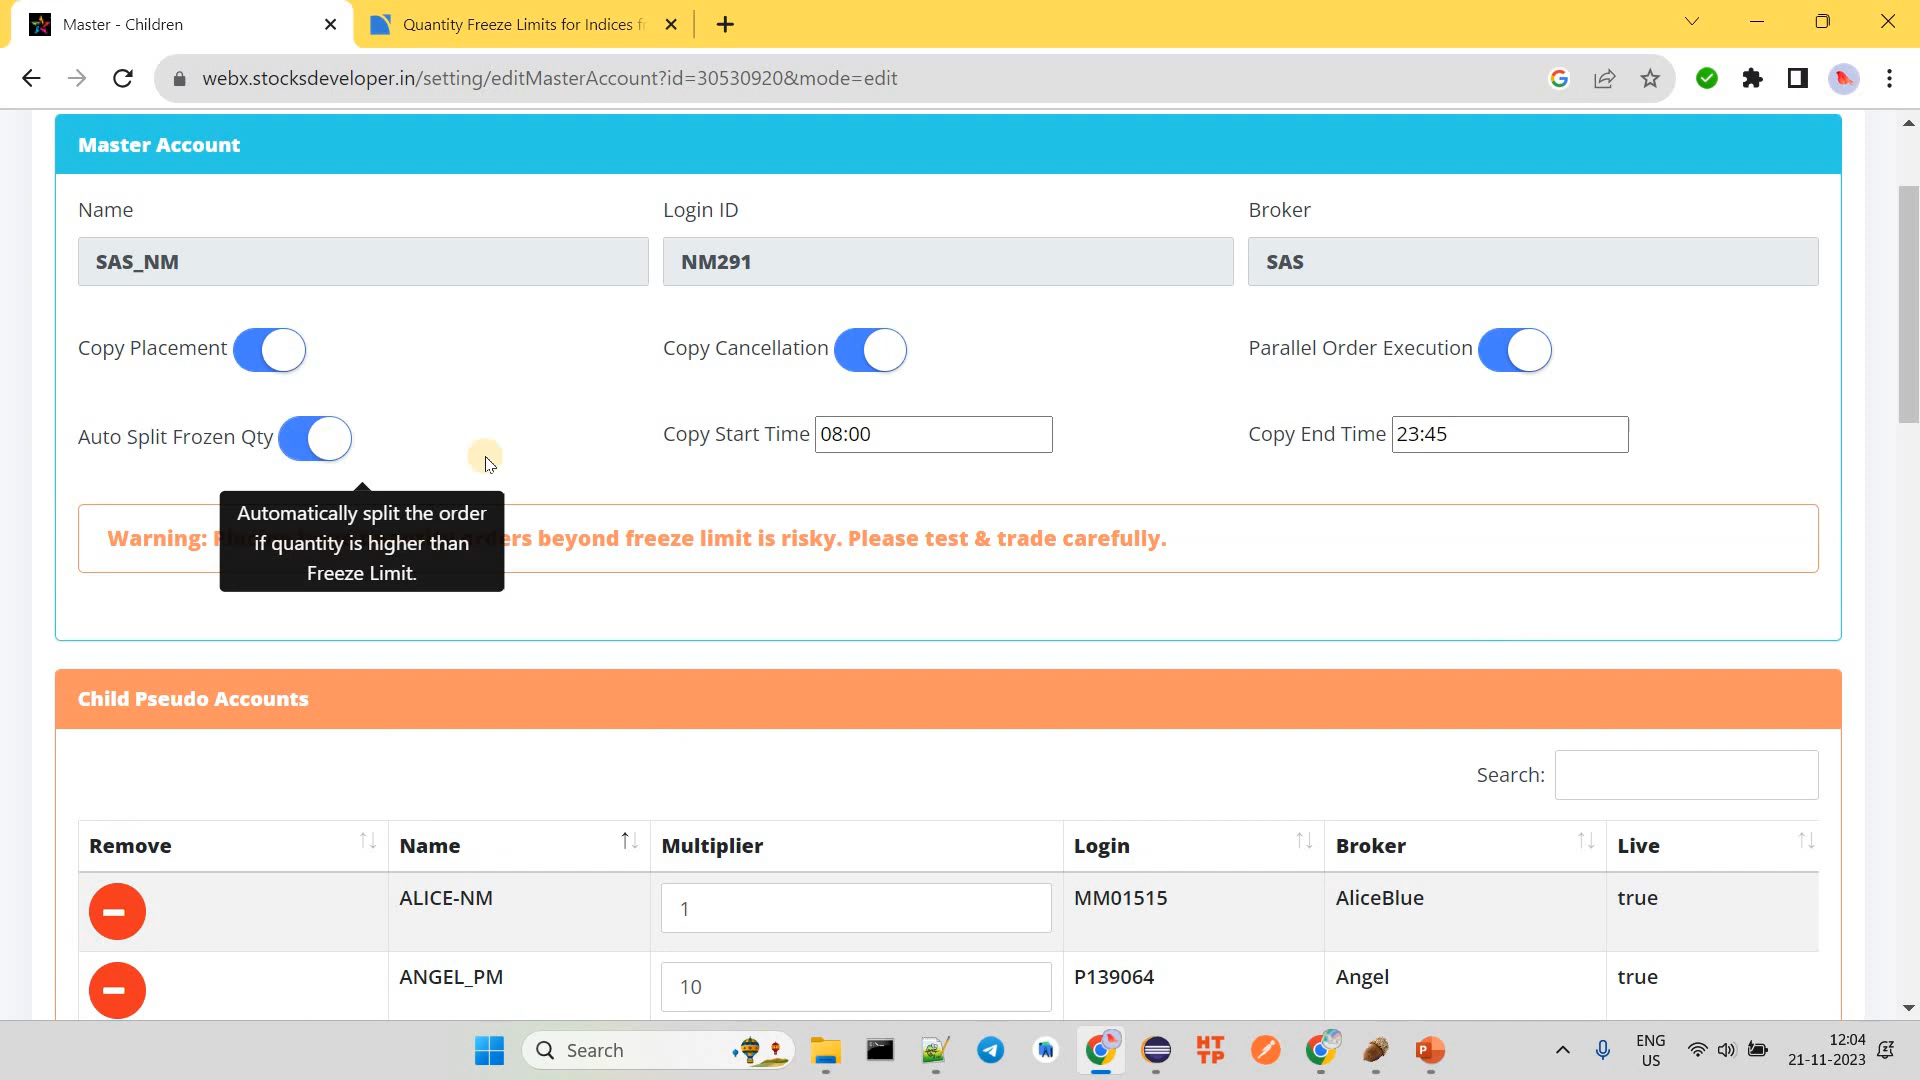 Master - Children
Quantity Freeze Limits for Indices f
webx.stocksdeveloper.in/setting/editMasterAccount?id=30530920&mode=edit
Master Account
Name
Login ID
Broker
SAS_NM
NM291
SAS
Copy Placement
Copy Cancellation
Parallel Order Execution
Auto Split Frozen Qty
Copy Start Time 08:00
Copy End Time 23:45
Automatically split the order
if quantity is higher than
Freeze Limit.
Warning: beyond freeze limit is risky. Please test & trade carefully.
Child Pseudo Accounts
Search:
Remove Name Multiplier Login Broker Live
ALICE-NM 1 MM01515 AliceBlue true
ANGEL_PM 10 P139064 Angel true
Search
HT
TP
ENG
US
12:04
21-11-2023